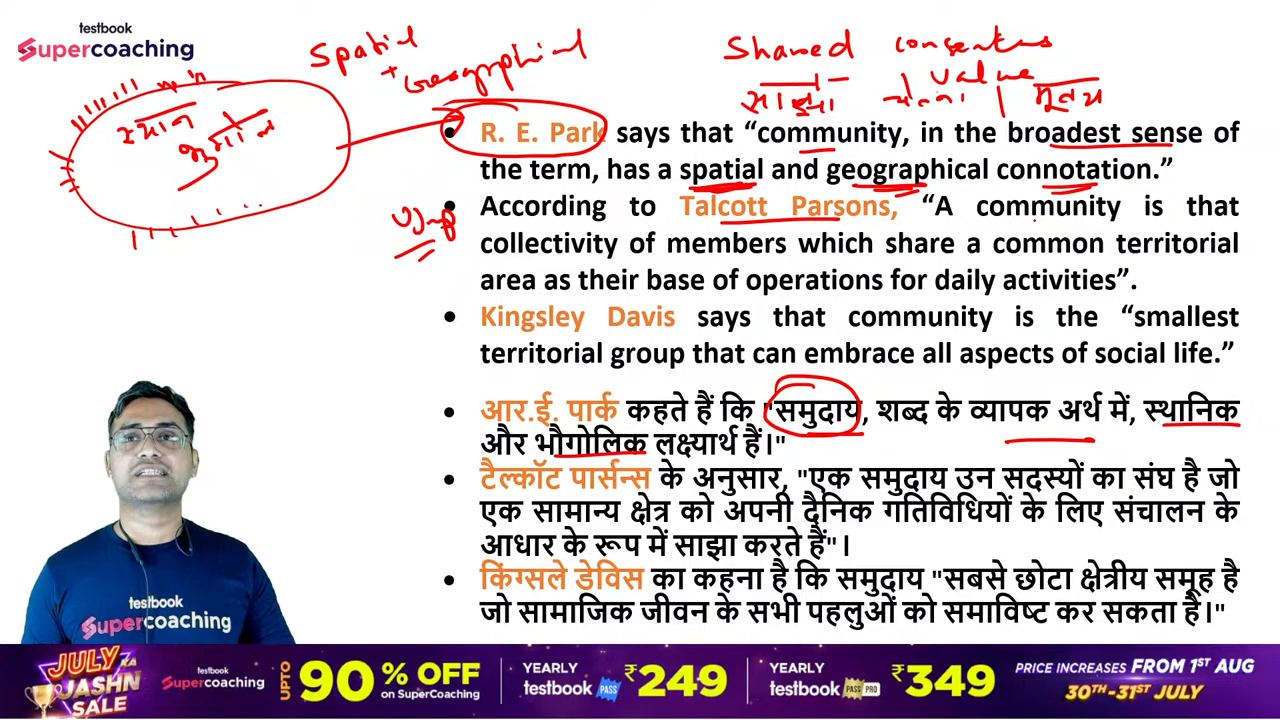 testbook
Supercoaching
Spatial
+ Geographical
Shared
value
R. E. Park says that “community, in the broadest sense of
the term, has a spatial and geographical connotation.”
According to Talcott Parsons, “A community is that
collectivity of members which share a common territorial
area as their base of operations for daily activities”.
Kingsley Davis says that community is the “smallest
territorial group that can embrace all aspects of social life.”
आर.ई. पार्क कहते हैं कि "समुदाय, शब्द के व्यापक अर्थ में, स्थानिक
और भौगोलिक लक्ष्यार्थ हैं।"
टैल्कॉट पार्सन्स के अनुसार, "एक समुदाय उन सदस्यों का संघ है जो
एक सामान्य क्षेत्र को अपनी दैनिक गतिविधियों के लिए संचालन के
आधार के रूप में साझा करते हैं"।
किंग्सले डेविस का कहना है कि समुदाय "सबसे छोटा क्षेत्रीय समूह है
जो सामाजिक जीवन के सभी पहलुओं को समाविष्ट कर सकता है।"
testbook
Supercoaching
JULY KA
JASHN
SALE
testbook
Supercoaching
UPTO
90% OFF
on SuperCoaching
YEARLY
testbook PASS
₹249
YEARLY
testbook PASS PRO
₹349
PRICE INCREASES FROM 1ST AUG
30TH-31ST JULY